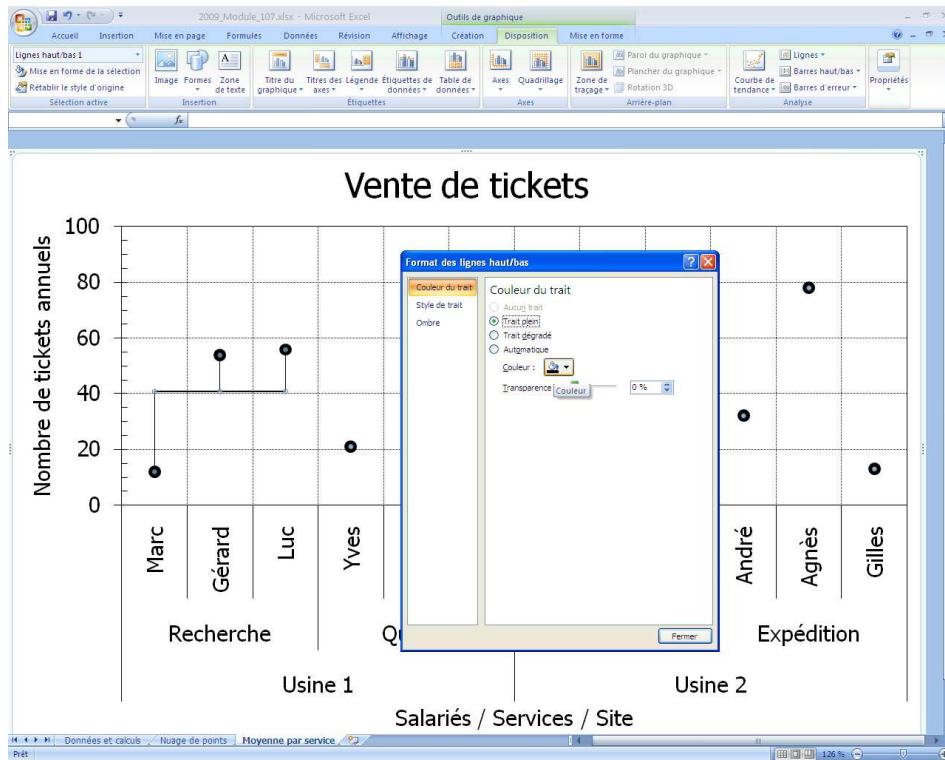 2009_Module_107.xlsx - Microsoft Excel
Outils de graphique
Accueil Insertion Mise en page Formules Données Révision Affichage Création Disposition Mise en forme
Lignes haut/bas 1
Mise en forme de la sélection
Rétablir le style d'origine
Sélection active
Image Formes Zone de texte
Insertion
Titre du graphique Titres des axes Légende Étiquettes de données Table de données
Étiquettes
Axes Quadrillage
Axes
Zone de traçage
Paroi du graphique
Plancher du graphique
Rotation 3D
Arrière-plan
Courbe de tendance
Lignes
Barres haut/bas
Barres d'erreur
Analyse
Propriétés
fx
Vente de tickets
Nombre de tickets annuels
100
80
60
40
20
0
Marc Gérard Luc Yves André Agnès Gilles
Recherche Expédition
Usine 1 Usine 2
Salariés / Services / Site
Format des lignes haut/bas
Couleur du trait
Style de trait
Ombre
Couleur du trait
Aucun trait
Trait plein
Trait dégradé
Automatique
Couleur :
Transparence 0 %
Couleur
Fermer
Données et calculs Nuage de points Moyenne par service
Prêt
126 %